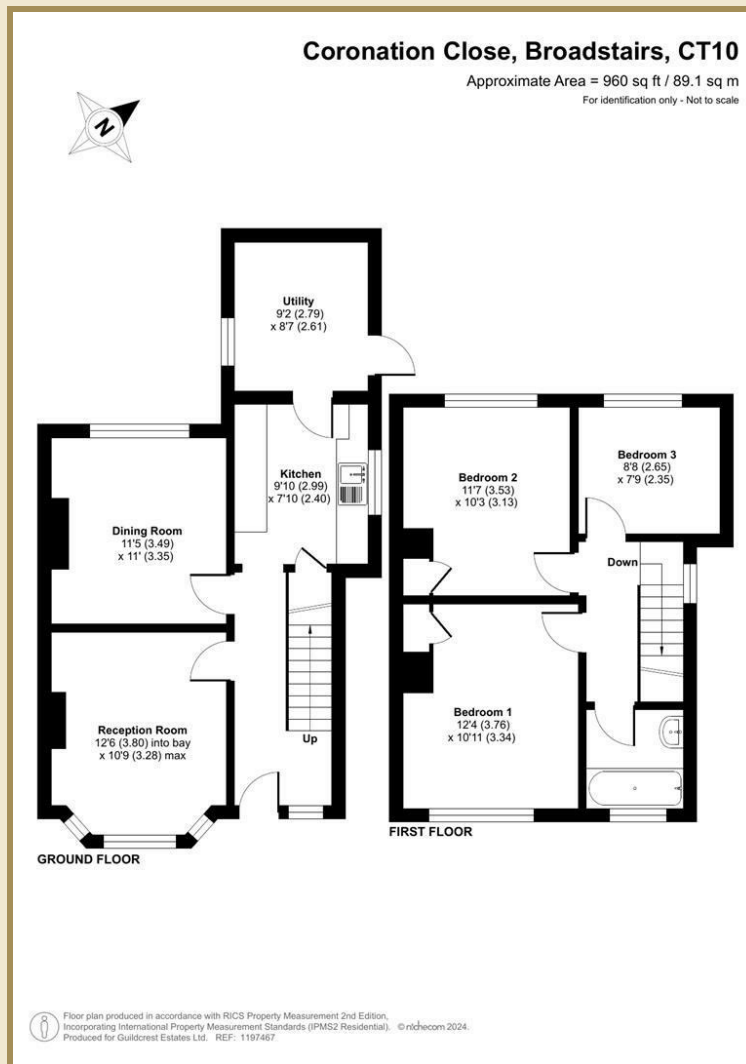 Coronation Close, Broadstairs, CT10
Approximate Area = 960 sq ft / 89.1 sq m
For identification only - Not to scale
N
Utility
9'2 (2.79)
x 8'7 (2.61)
Kitchen
9'10 (2.99)
x 7'10 (2.40)
Dining Room
11'5 (3.49)
x 11' (3.35)
Reception Room
12'6 (3.80) into bay
x 10'9 (3.28) max
Up
GROUND FLOOR
Bedroom 2
11'7 (3.53)
x 10'3 (3.13)
Bedroom 3
8'8 (2.65)
x 7'9 (2.35)
Down
Bedroom 1
12'4 (3.76)
x 10'11 (3.34)
FIRST FLOOR
Floor plan produced in accordance with RICS Property Measurement 2nd Edition,
Incorporating International Property Measurement Standards (IPMS2 Residential). © nichecom 2024.
Produced for Guildcrest Estates Ltd. REF: 1197467